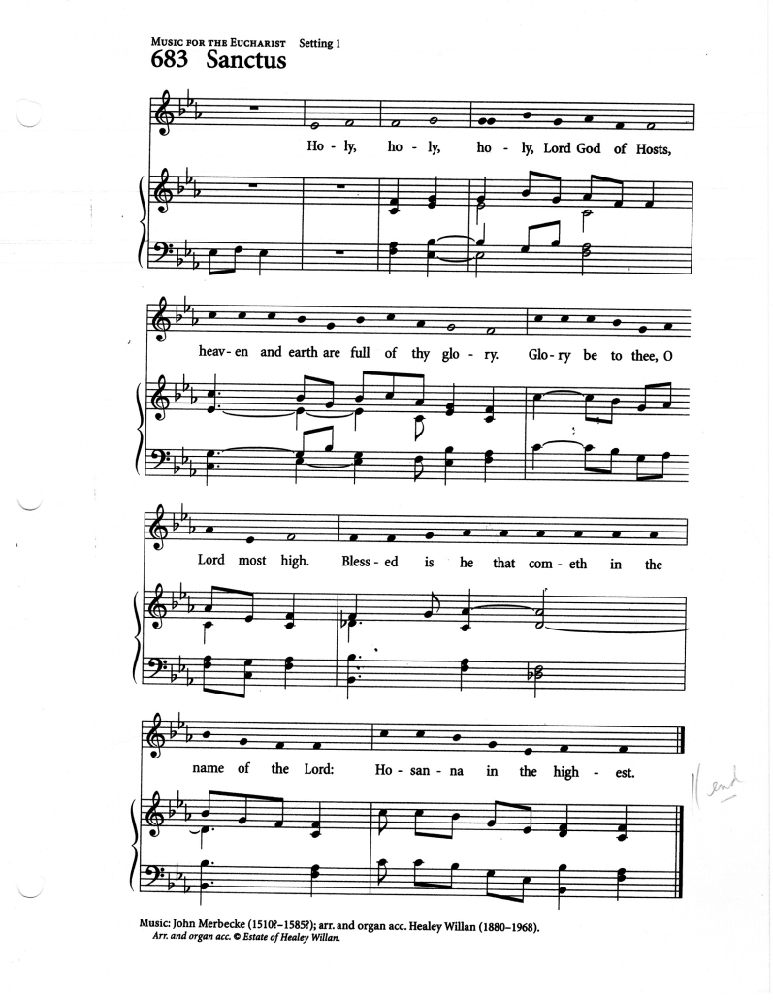 MUSIC FOR THE EUCHARIST Setting 1
683 Sanctus
Ho - ly, ho - ly, ho - ly, Lord God of Hosts,
heav - en and earth are full of thy glo - ry. Glo - ry be to thee, O
Lord most high. Bless - ed is he that com - eth in the
name of the Lord: Ho - san - na in the high - est.
end
Music: John Merbecke (1510?–1585?); arr. and organ acc. Healey Willan (1880–1968).
Arr. and organ acc. © Estate of Healey Willan.